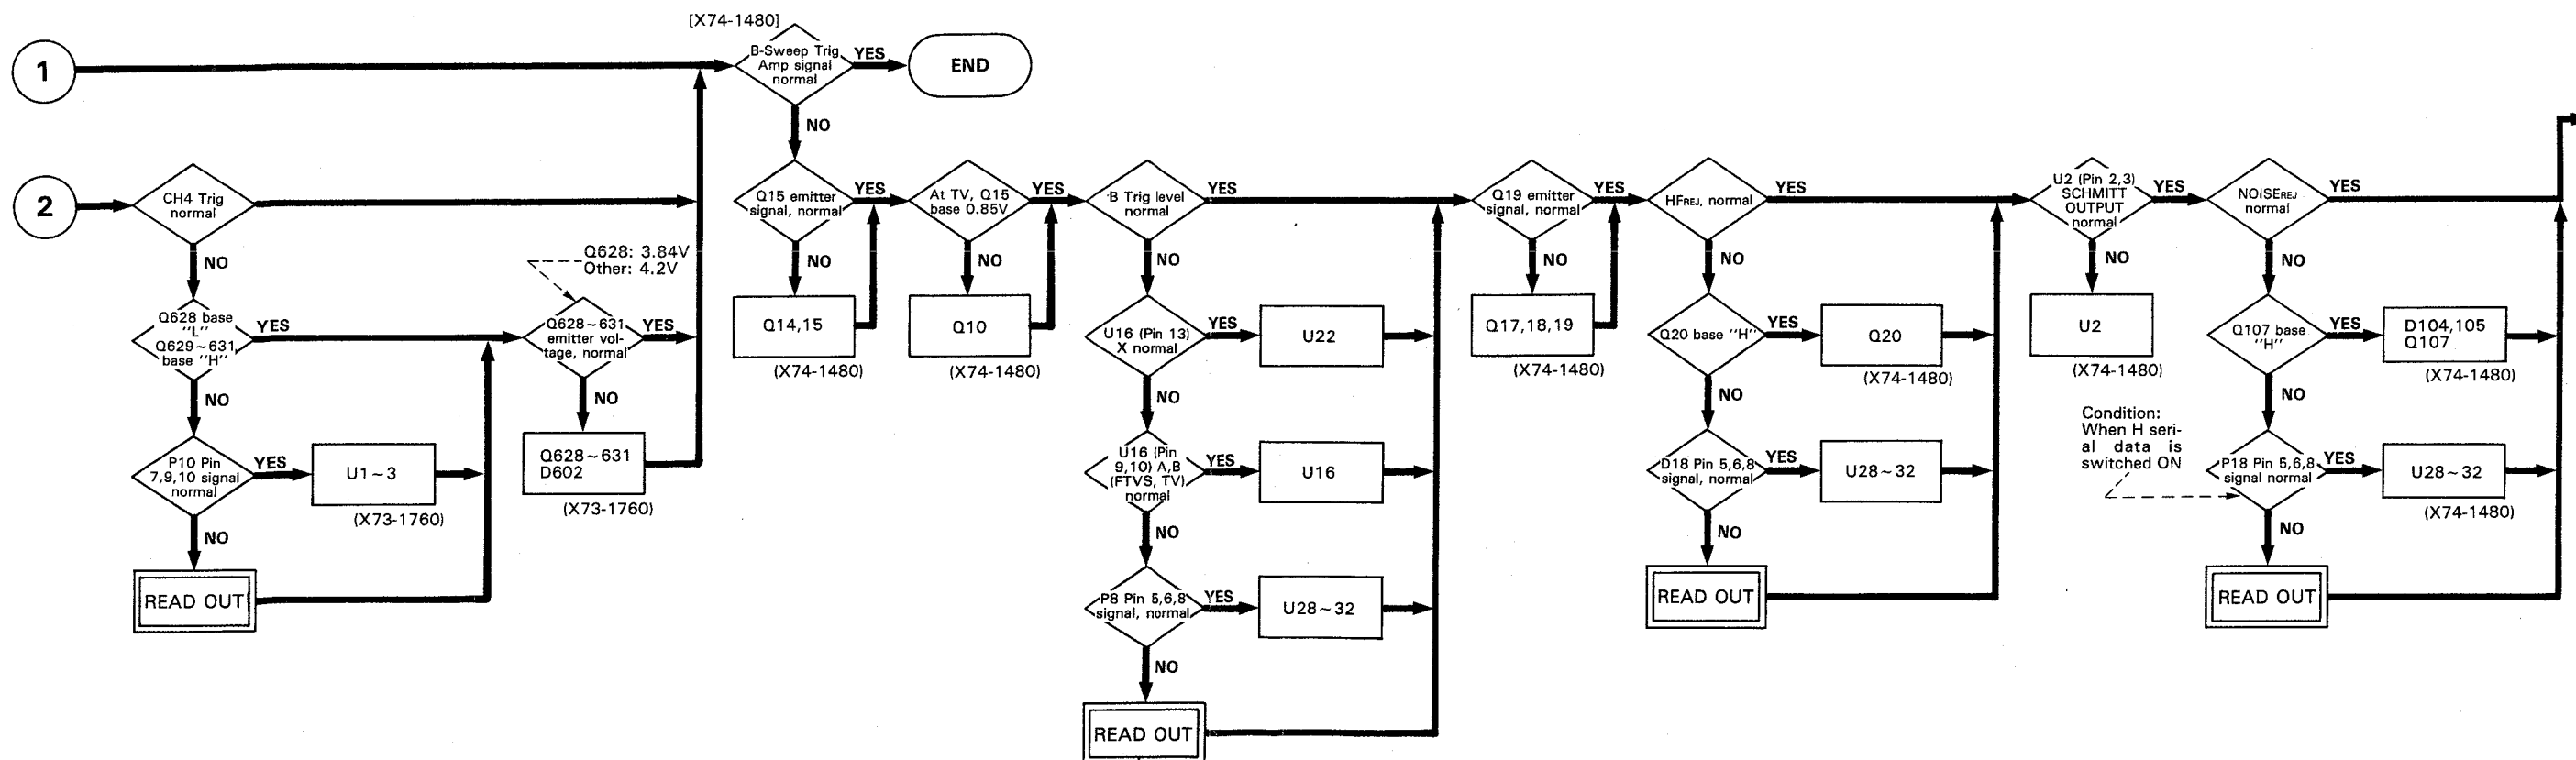 [X74-1480]
1
B-Sweep Trig
Amp signal
normal
YES
END
NO
2
CH4 Trig
normal
NO
Q628 base
"L"
Q629~631
base "H"
YES
NO
P10 Pin
7,9,10 signal
normal
YES
U1~3
(X73-1760)
NO
READ OUT
Q628: 3.84V
Other: 4.2V
Q628~631
emitter vol-
tage, normal
YES
NO
Q628~631
D602
(X73-1760)
Q15 emitter
signal, normal
YES
NO
Q14,15
(X74-1480)
At TV, Q15
base 0.85V
YES
NO
Q10
(X74-1480)
B Trig level
normal
YES
NO
U16 (Pin 13)
X normal
YES
U22
NO
U16 (Pin
9,10) A,B
(FTVS, TV)
normal
YES
U16
NO
P8 Pin 5,6,8
signal, normal
YES
U28~32
NO
READ OUT
Q19 emitter
signal, normal
YES
NO
Q17,18,19
(X74-1480)
HFREJ, normal
YES
NO
Q20 base "H"
YES
Q20
(X74-1480)
NO
D18 Pin 5,6,8
signal, normal
YES
U28~32
NO
READ OUT
U2 (Pin 2,3)
SCHMITT
OUTPUT
normal
YES
NO
U2
(X74-1480)
NOISEREJ
normal
YES
NO
Q107 base
"H"
YES
D104,105
Q107
(X74-1480)
NO
Condition:
When H seri-
al data is
switched ON
P18 Pin 5,6,8
signal normal
YES
U28~32
(X74-1480)
NO
READ OUT